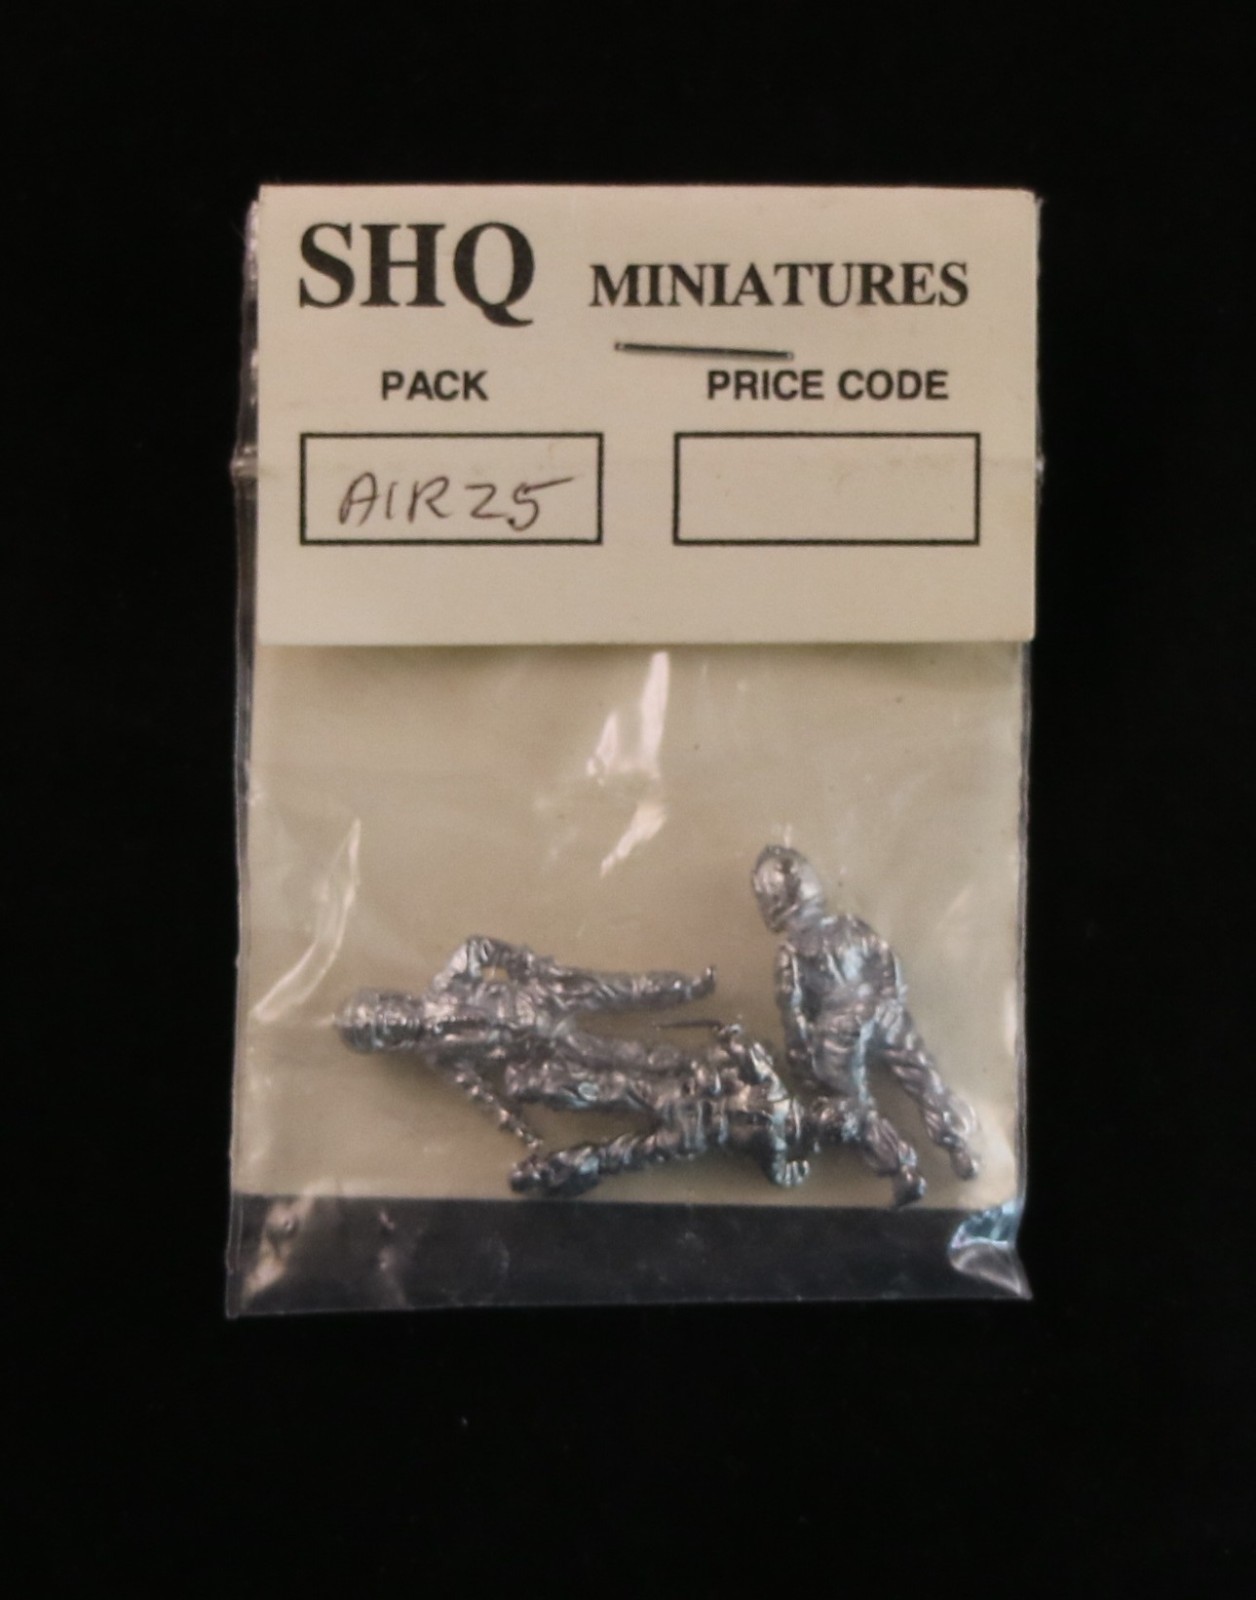 SHQ MINIATURES
PACK PRICE CODE
AIR25